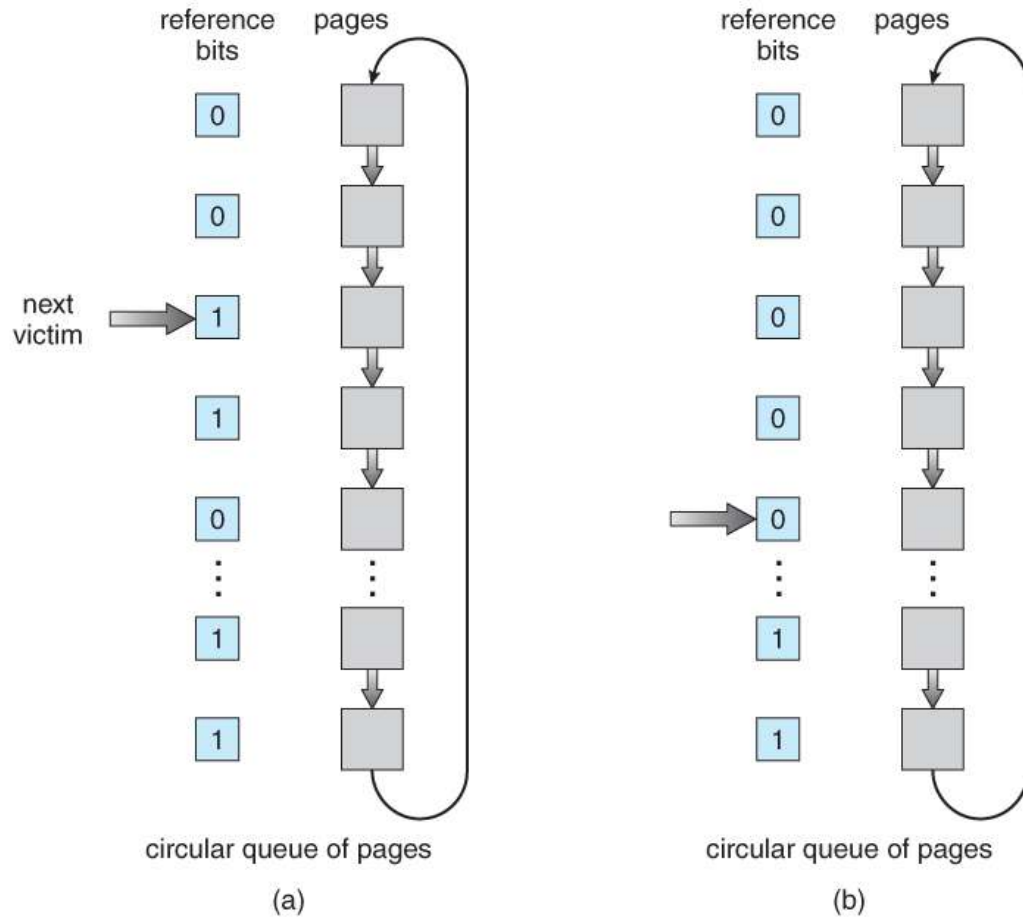 reference bits
pages
0
0
next victim
1
1
0
1
1
circular queue of pages
(a)
reference bits
pages
0
0
0
0
0
1
1
circular queue of pages
(b)